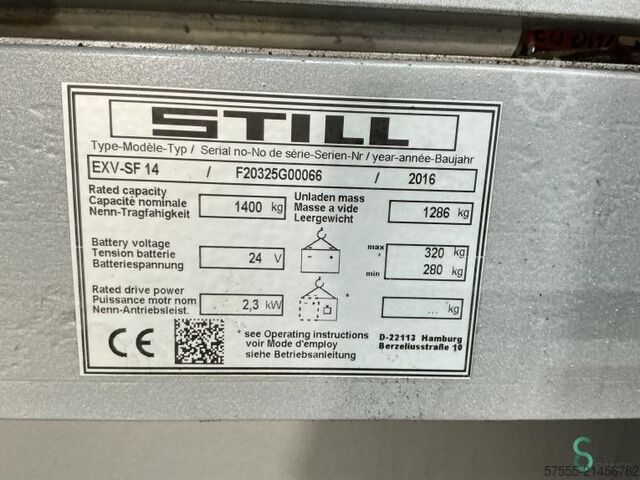 STILL
Type-Modèle-Typ / Serial no-No de série-Serien-Nr / year-année-Baujahr
EXV-SF 14 / F20325G00066 / 2016
Rated capacity
Capacité nominale
Nenn-Tragfähigkeit
1400 kg
Unladen mass
Masse a vide
Leergewicht
1286 kg
Battery voltage
Tension batterie
Batteriespannung
24 V
- +
max
*
min
320 kg
280 kg
Rated drive power
Puissance motr nom
Nenn-Antriebsleist.
2,3 kW
*
... kg
CE
* see Operating instructions
voir Mode d'employ
siehe Betriebsanleitung
D-22113 Hamburg
Berzeliusstraße 10
57555-21456782